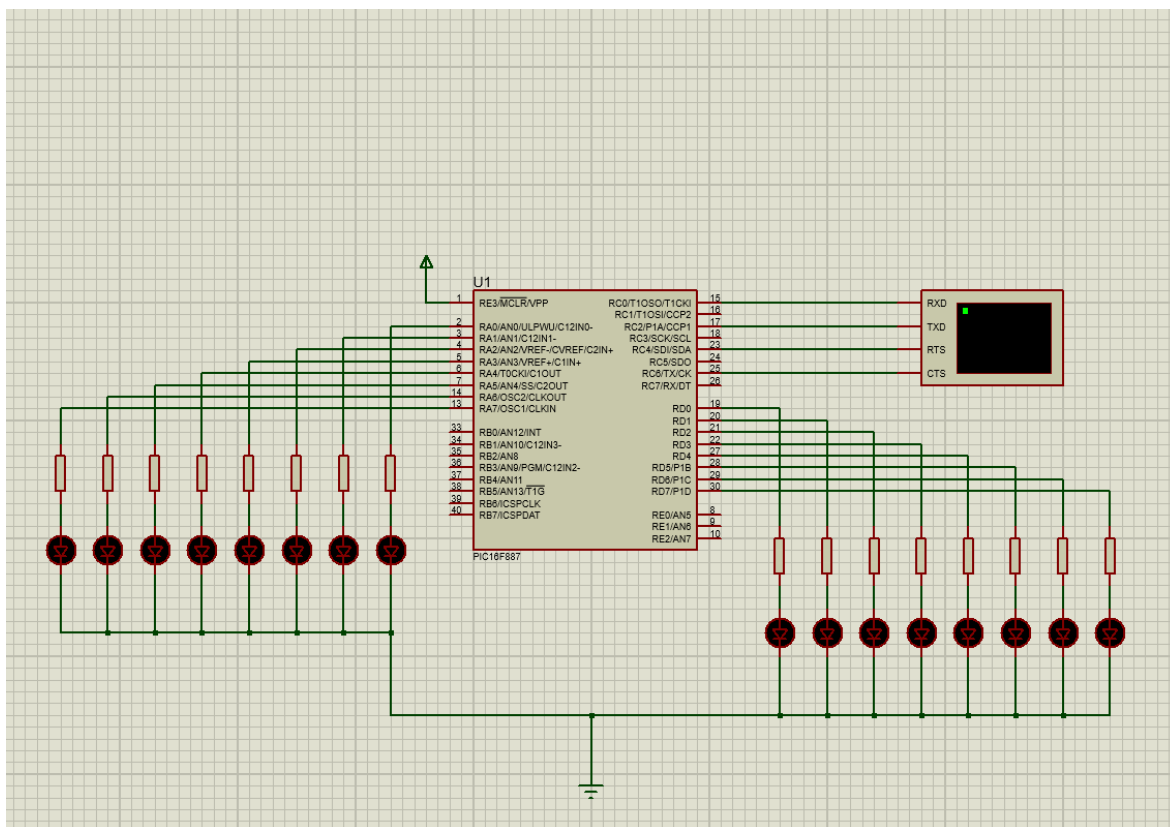 U1
1 RE3/MCLR/VPP
2 RA0/AN0/ULPWU/C12IN0-
3 RA1/AN1/C12IN1-
4 RA2/AN2/VREF-/CVREF/C2IN+
5 RA3/AN3/VREF+/C1IN+
6 RA4/T0CKI/C1OUT
7 RA5/AN4/SS/C2OUT
14 RA6/OSC2/CLKOUT
13 RA7/OSC1/CLKIN
33 RB0/AN12/INT
34 RB1/AN10/C12IN3-
35 RB2/AN8
36 RB3/AN9/PGM/C12IN2-
37 RB4/AN11
38 RB5/AN13/T1G
39 RB6/ICSPCLK
40 RB7/ICSPDAT
RC0/T1OSO/T1CKI 15
RC1/T1OSI/CCP2 16
RC2/P1A/CCP1 17
RC3/SCK/SCL 18
RC4/SDI/SDA 23
RC5/SDO 24
RC6/TX/CK 25
RC7/RX/DT 26
RD0 19
RD1 20
RD2 21
RD3 22
RD4 27
RD5/P1B 28
RD6/P1C 29
RD7/P1D 30
RE0/AN5 8
RE1/AN6 9
RE2/AN7 10
PIC16F887
RXD
TXD
RTS
CTS